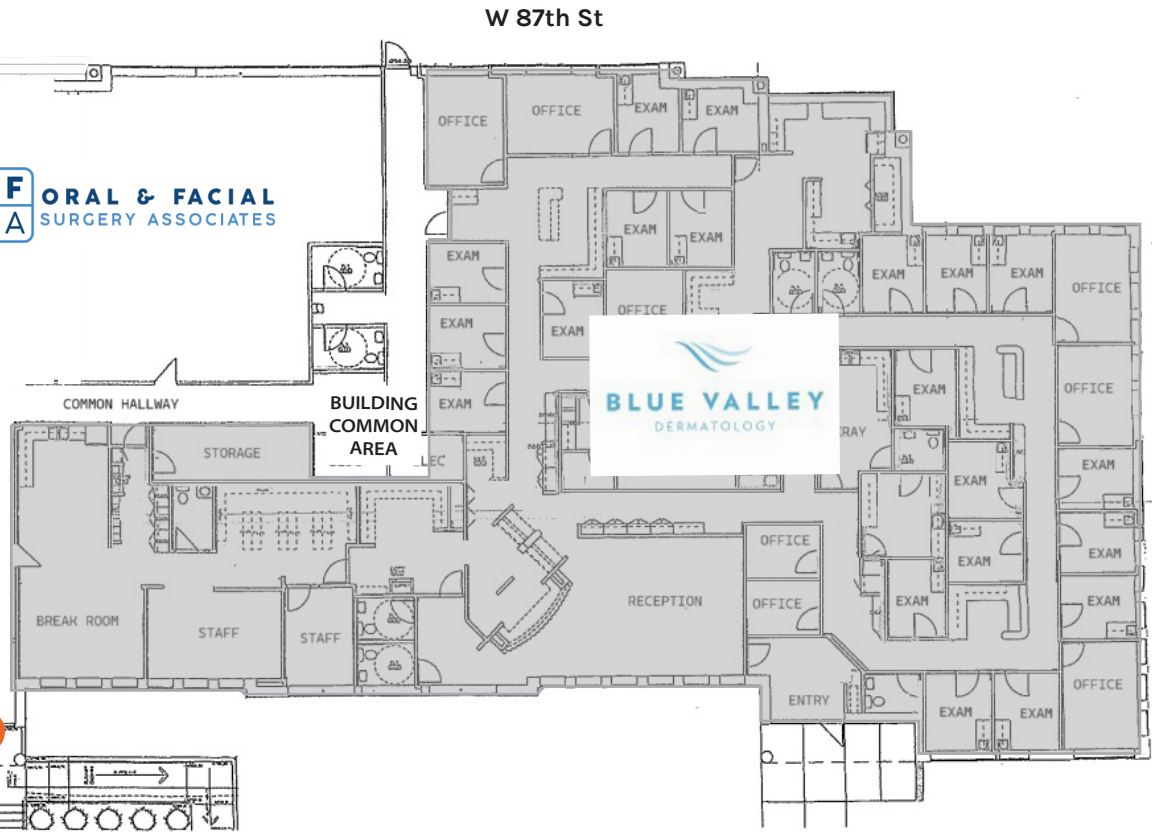 W 87th St
OFFICE
OFFICE
EXAM
EXAM
F
A
ORAL & FACIAL
SURGERY ASSOCIATES
EXAM
EXAM
EXAM
EXAM
EXAM
EXAM
OFFICE
OFFICE
EXAM
EXAM
BLUE VALLEY
DERMATOLOGY
EXAM
OFFICE
COMMON HALLWAY
BUILDING
COMMON
AREA
EXAM
RAY
STORAGE
LEC
EXAM
EXAM
OFFICE
EXAM
EXAM
OFFICE
EXAM
EXAM
RECEPTION
BREAK ROOM
STAFF
STAFF
OFFICE
ENTRY
EXAM
EXAM